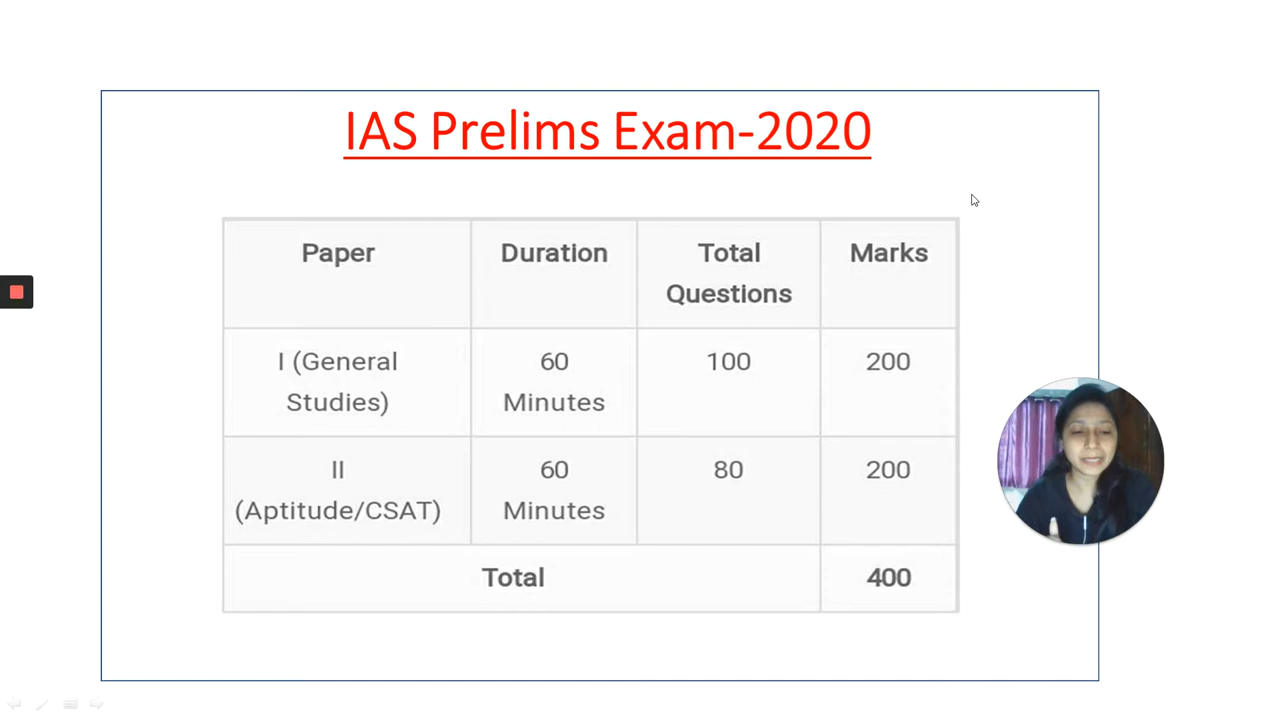 IAS Prelims Exam-2020
Paper
Duration
Total
Questions
Marks
I (General
Studies)
60
Minutes
100
200
II
(Aptitude/CSAT)
60
Minutes
80
200
Total
400